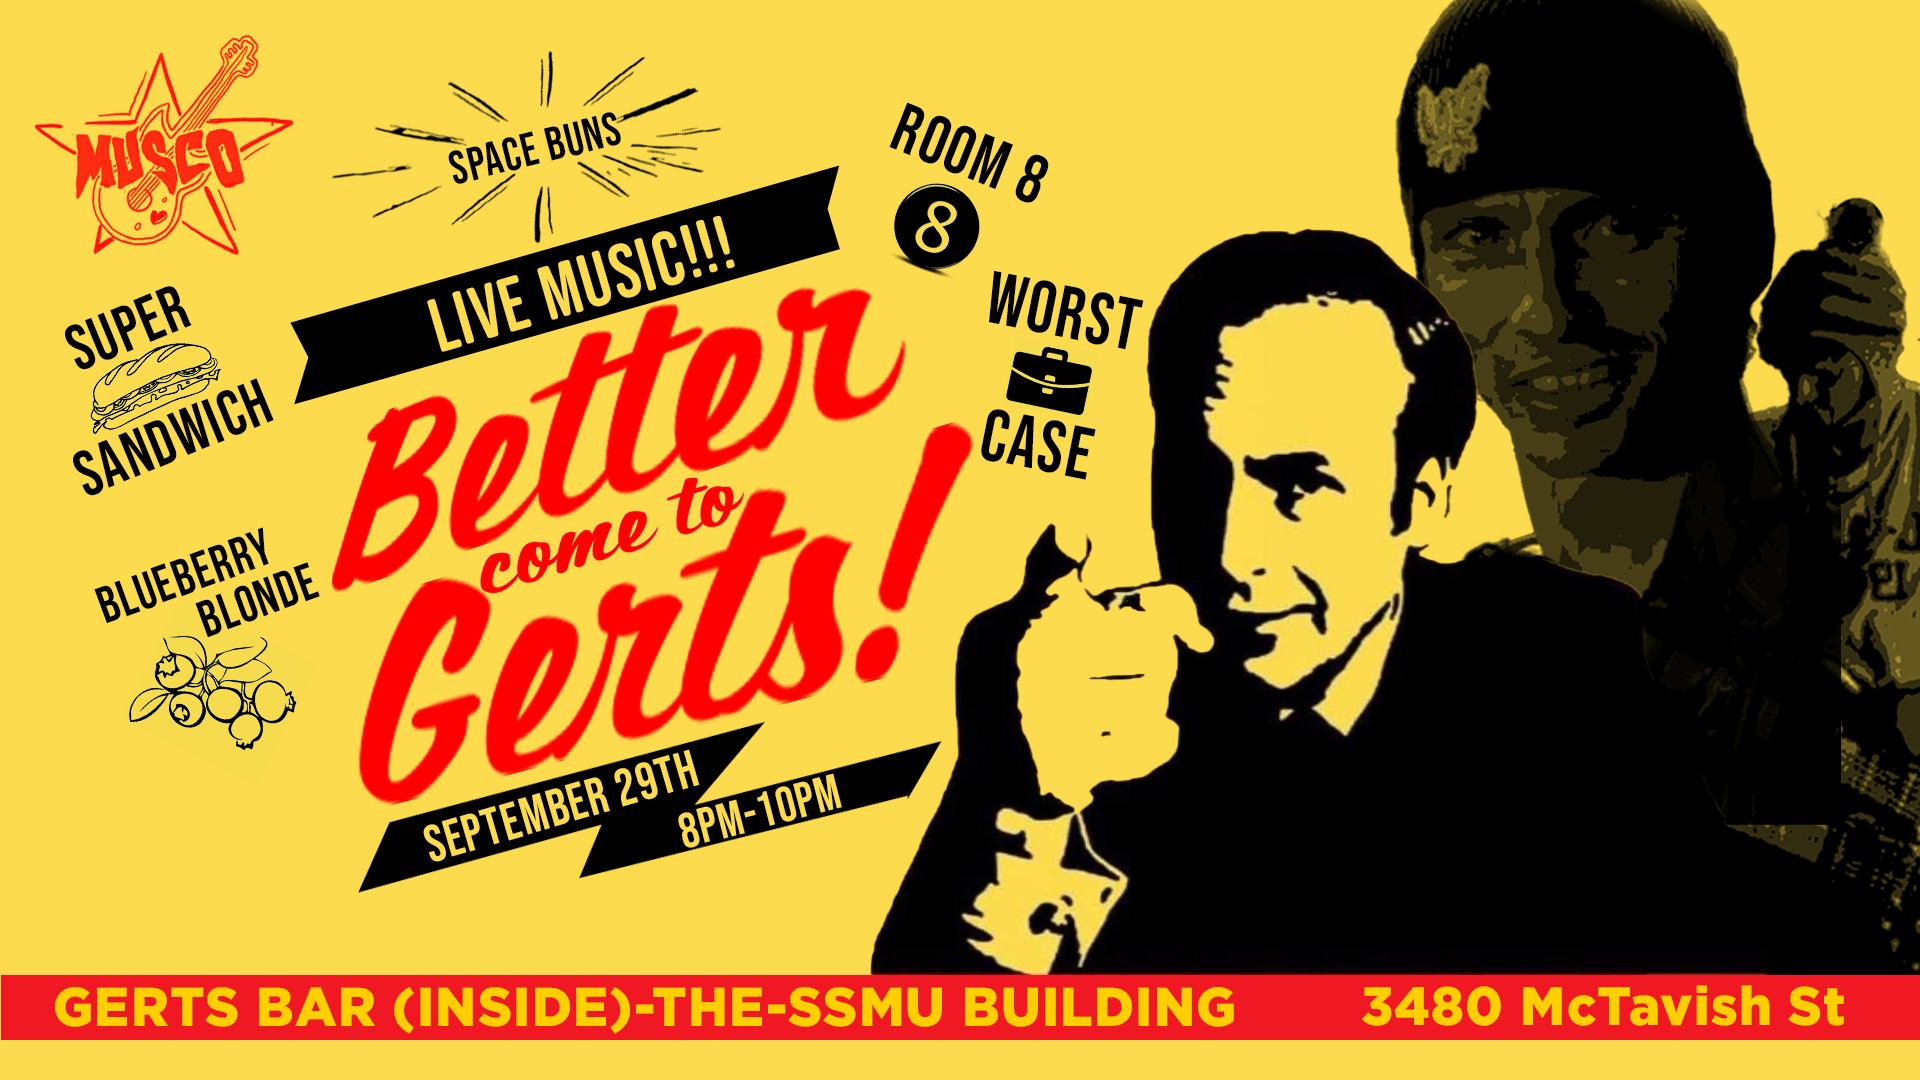 MUSCO
SPACE BUNS
ROOM 8
8
LIVE MUSIC!!!
SUPER
SANDWICH
WORST
CASE
Better
come to
Gerts!
BLUEBERRY
BLONDE
SEPTEMBER 29TH
8PM-10PM
GERTS BAR (INSIDE)-THE-SSMU BUILDING
3480 McTavish St